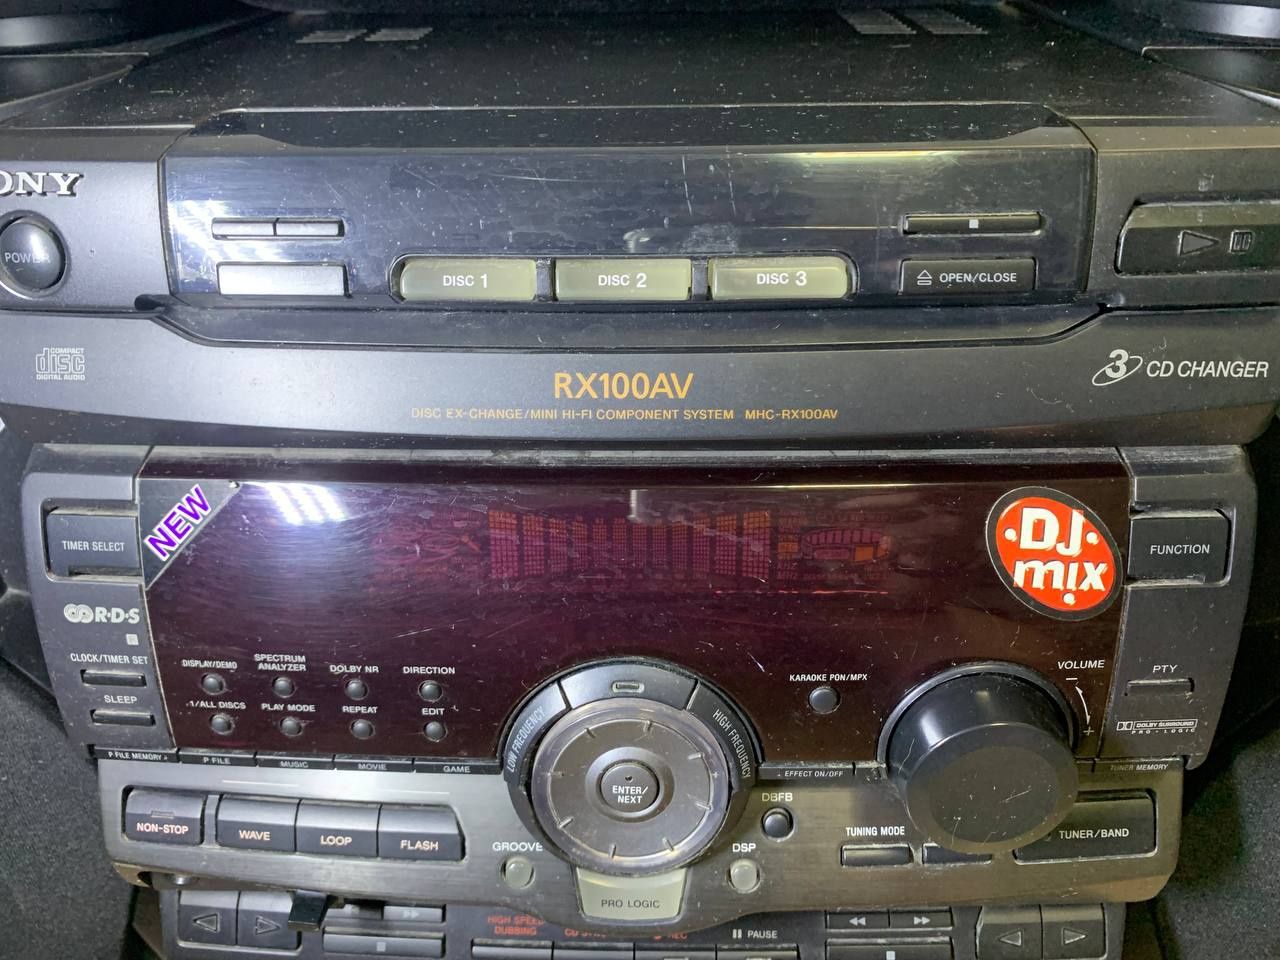 ONY
POWER
DISC 1
DISC 2
DISC 3
OPEN/CLOSE
COMPACT
disc
DIGITAL AUDIO
RX100AV
DISC EX-CHANGE/MINI HI-FI COMPONENT SYSTEM MHC-RX100AV
3 CD CHANGER
NEW
TIMER SELECT
DJ
mix
FUNCTION
R·D·S
CLOCK/TIMER SET
SLEEP
DISPLAY/DEMO
SPECTRUM
ANALYZER
DOLBY NR
DIRECTION
1/ALL DISCS
PLAY MODE
REPEAT
EDIT
KARAOKE PON/MPX
VOLUME
PTY
DOLBY SURROUND
PRO·LOGIC
LOW FREQUENCY
HIGH FREQUENCY
ENTER/
NEXT
P FILE MEMORY
P FILE
MUSIC
MOVIE
GAME
EFFECT ON/OFF
TUNER MEMORY
NON-STOP
WAVE
LOOP
FLASH
GROOVE
DBFB
DSP
TUNING MODE
TUNER/BAND
PRO LOGIC
HIGH SPEED
DUBBING
REC
PAUSE